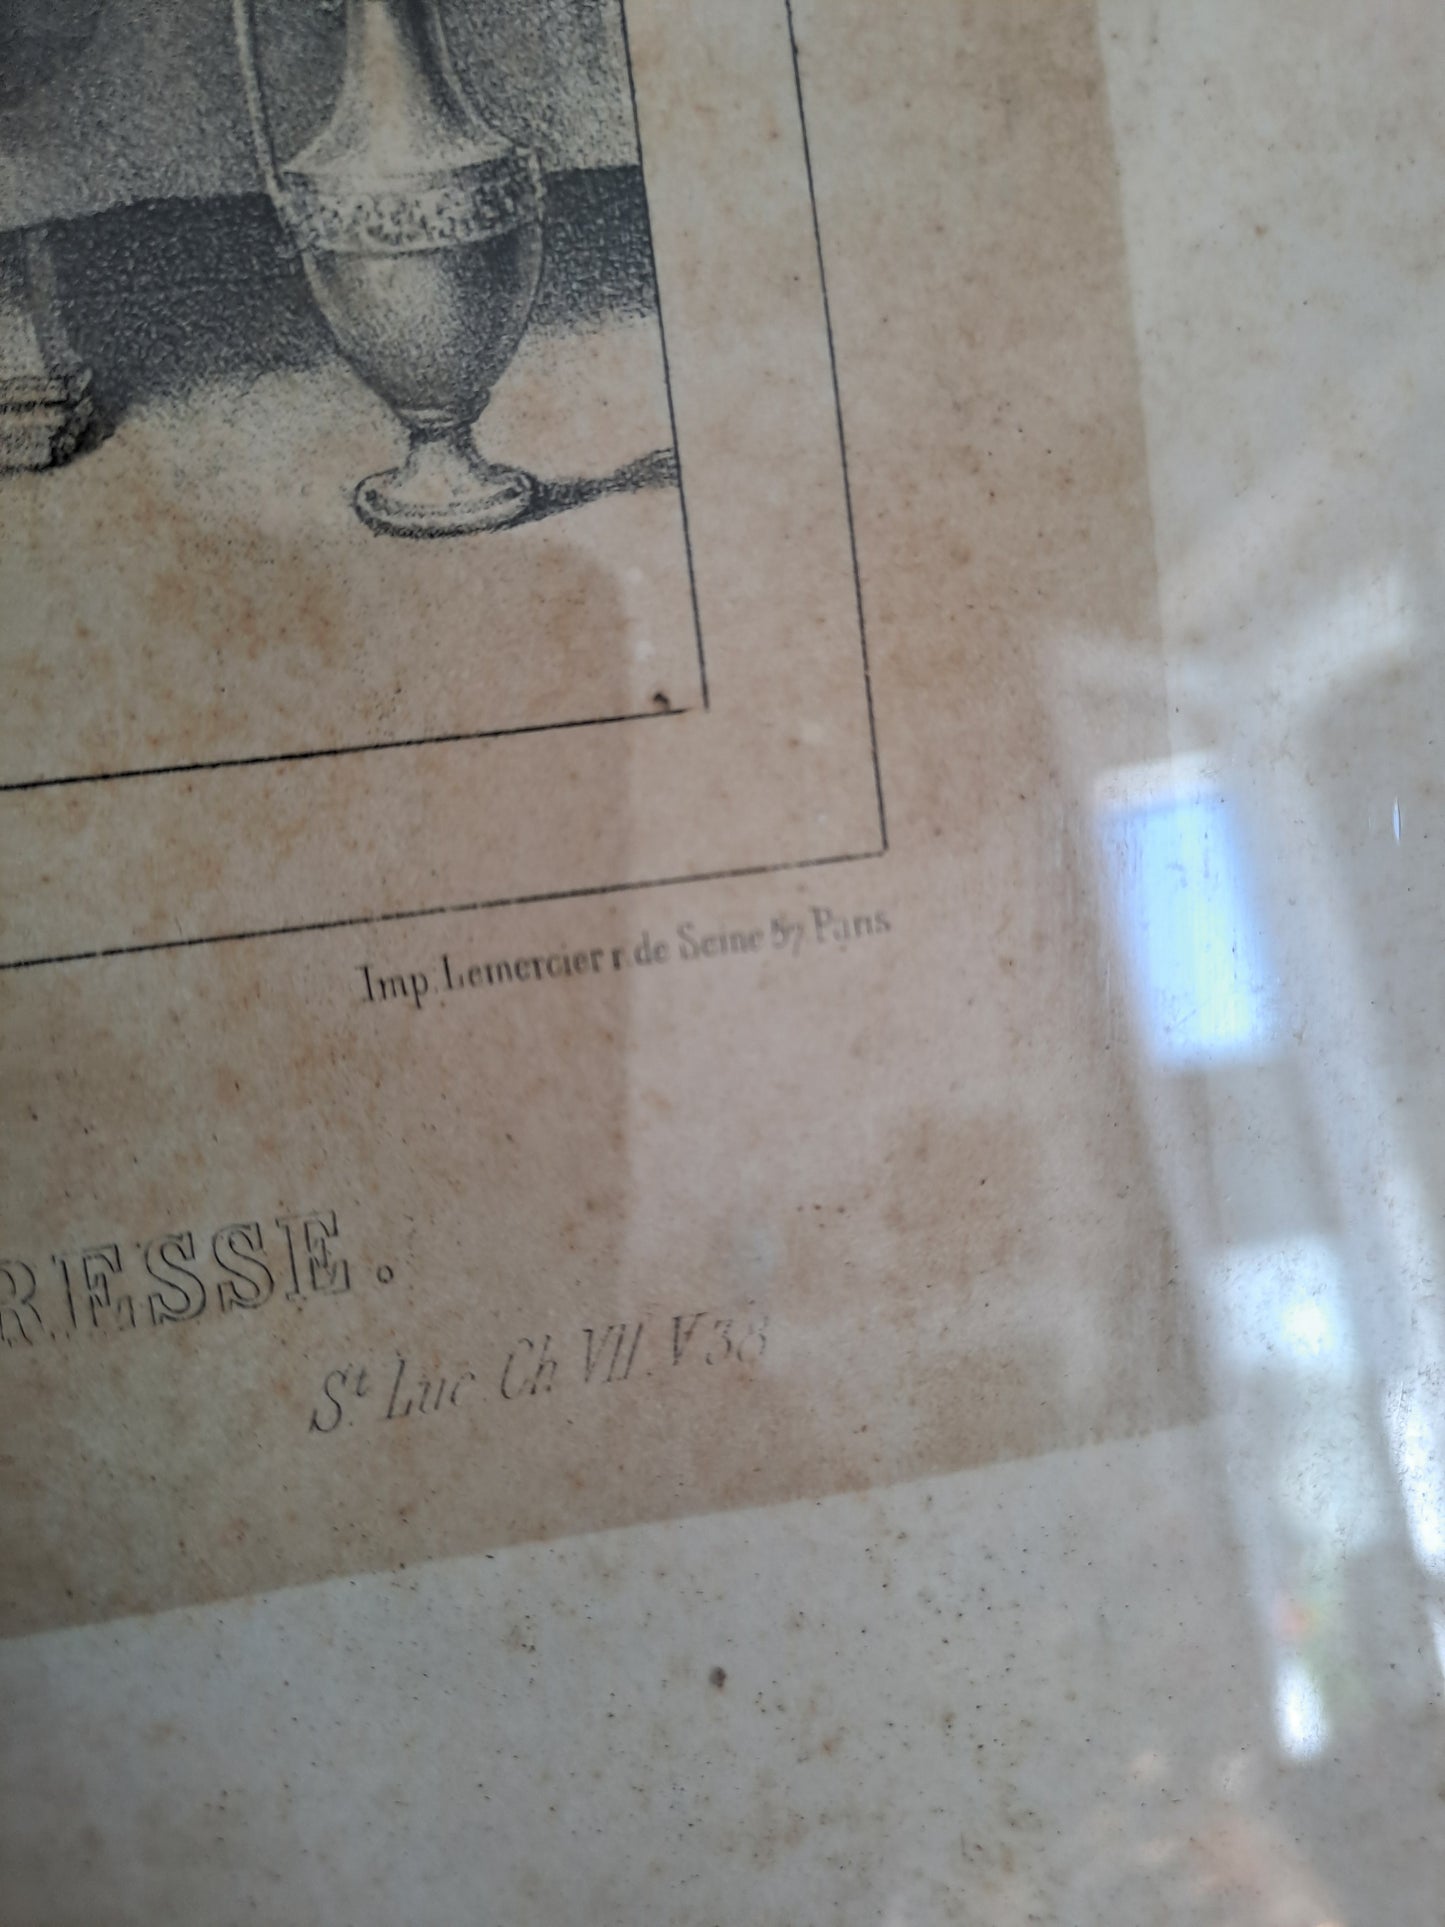 Imp. Lemercier r. de Seine 57 Paris
RESSE.
St. Luc. Ch. VII. V 38